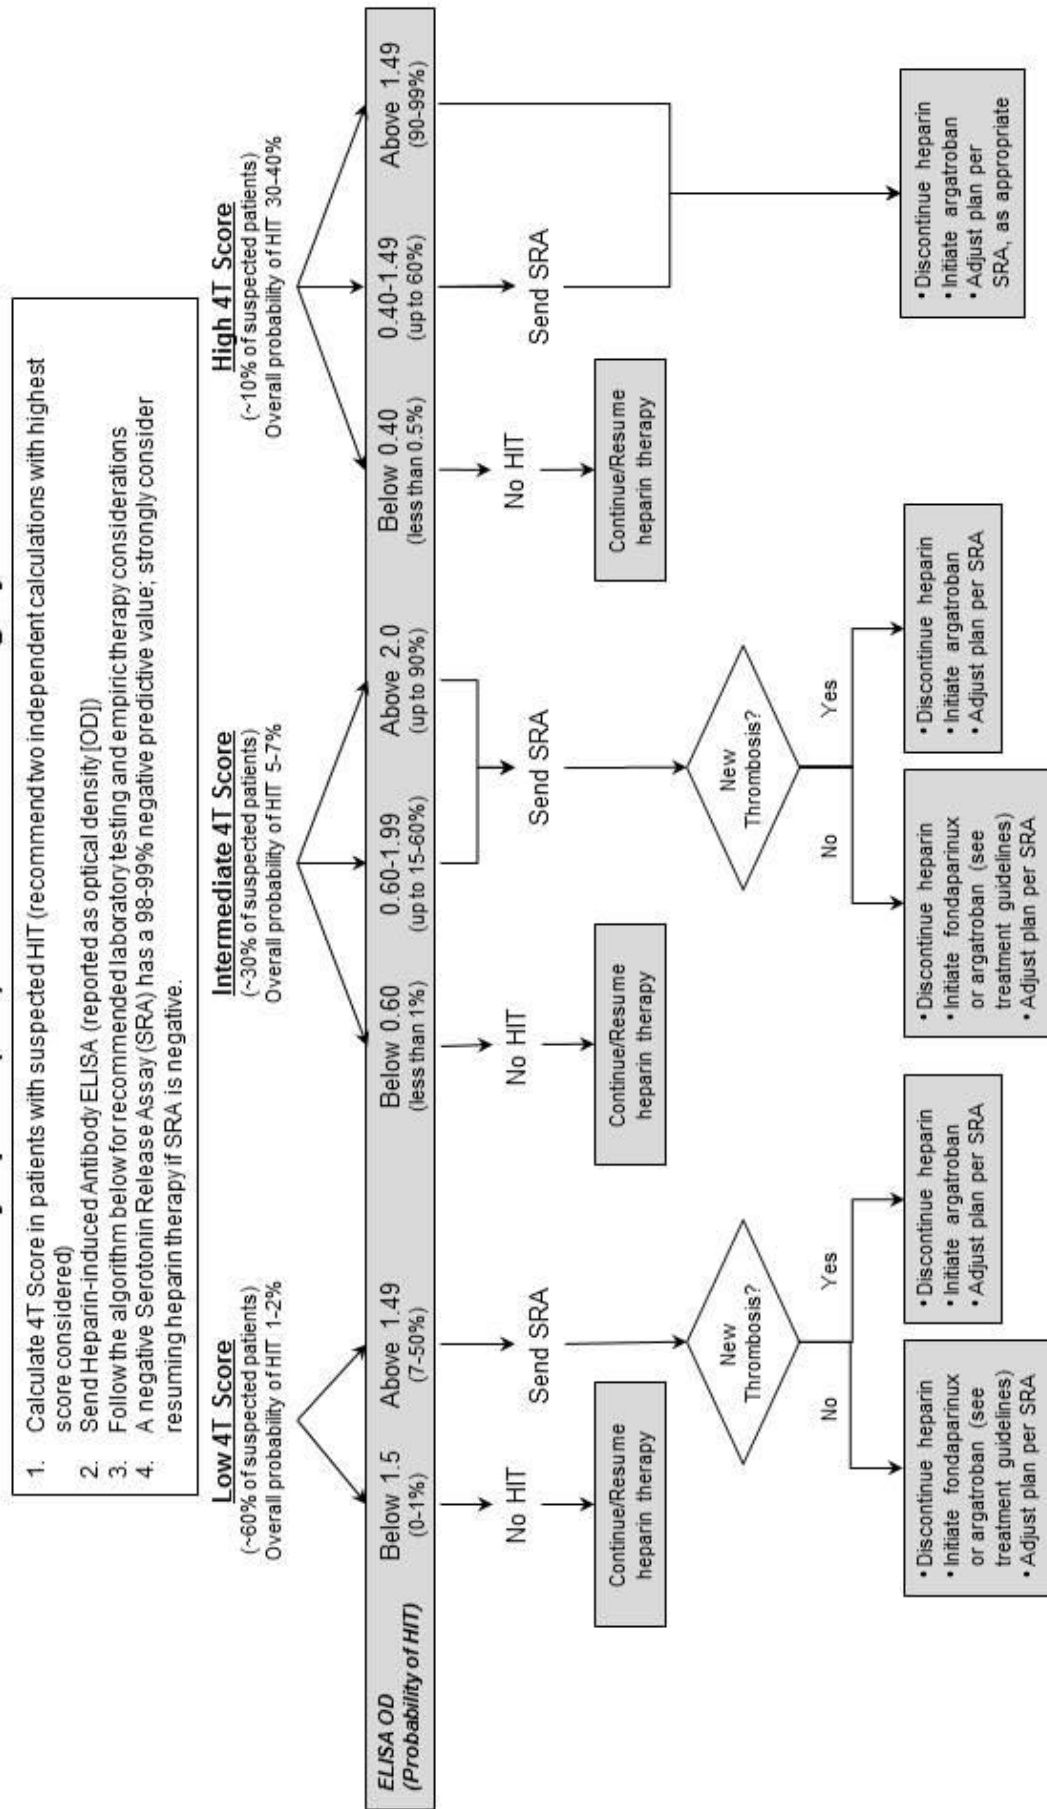 1. Calculate 4T Score in patients with suspected HIT (recommend two independent calculations with highest
score considered)
2. Send Heparin-induced Antibody ELISA (reported as optical density [OD])
3. Follow the algorithm below for recommended laboratory testing and empiric therapy considerations
4. A negative Serotonin Release Assay (SRA) has a 98-99% negative predictive value; strongly consider
resuming heparin therapy if SRA is negative.
Low 4T Score
(~60% of suspected patients)
Overall probability of HIT 1-2%
Intermediate 4T Score
(~30% of suspected patients)
Overall probability of HIT 5-7%
High 4T Score
(~10% of suspected patients)
Overall probability of HIT 30-40%
ELISA OD
(Probability of HIT)
Below 1.5
(0-1%)
Above 1.49
(7-50%)
Below 0.60
(less than 1%)
0.60-1.99
(up to 15-60%)
Above 2.0
(up to 90%)
Below 0.40
(less than 0.5%)
0.40-1.49
(up to 60%)
Above 1.49
(90-99%)
No HIT
Send SRA
No HIT
Send SRA
No HIT
Send SRA
Continue/Resume
heparin therapy
Continue/Resume
heparin therapy
Continue/Resume
heparin therapy
New
Thrombosis?
New
Thrombosis?
No
Yes
No
Yes
• Discontinue heparin
• Initiate fondaparinux
or argatroban (see
treatment guidelines)
• Adjust plan per SRA
• Discontinue heparin
• Initiate argatroban
• Adjust plan per SRA
• Discontinue heparin
• Initiate fondaparinux
or argatroban (see
treatment guidelines)
• Adjust plan per SRA
• Discontinue heparin
• Initiate argatroban
• Adjust plan per SRA
• Discontinue heparin
• Initiate argatroban
• Adjust plan per
SRA, as appropriate